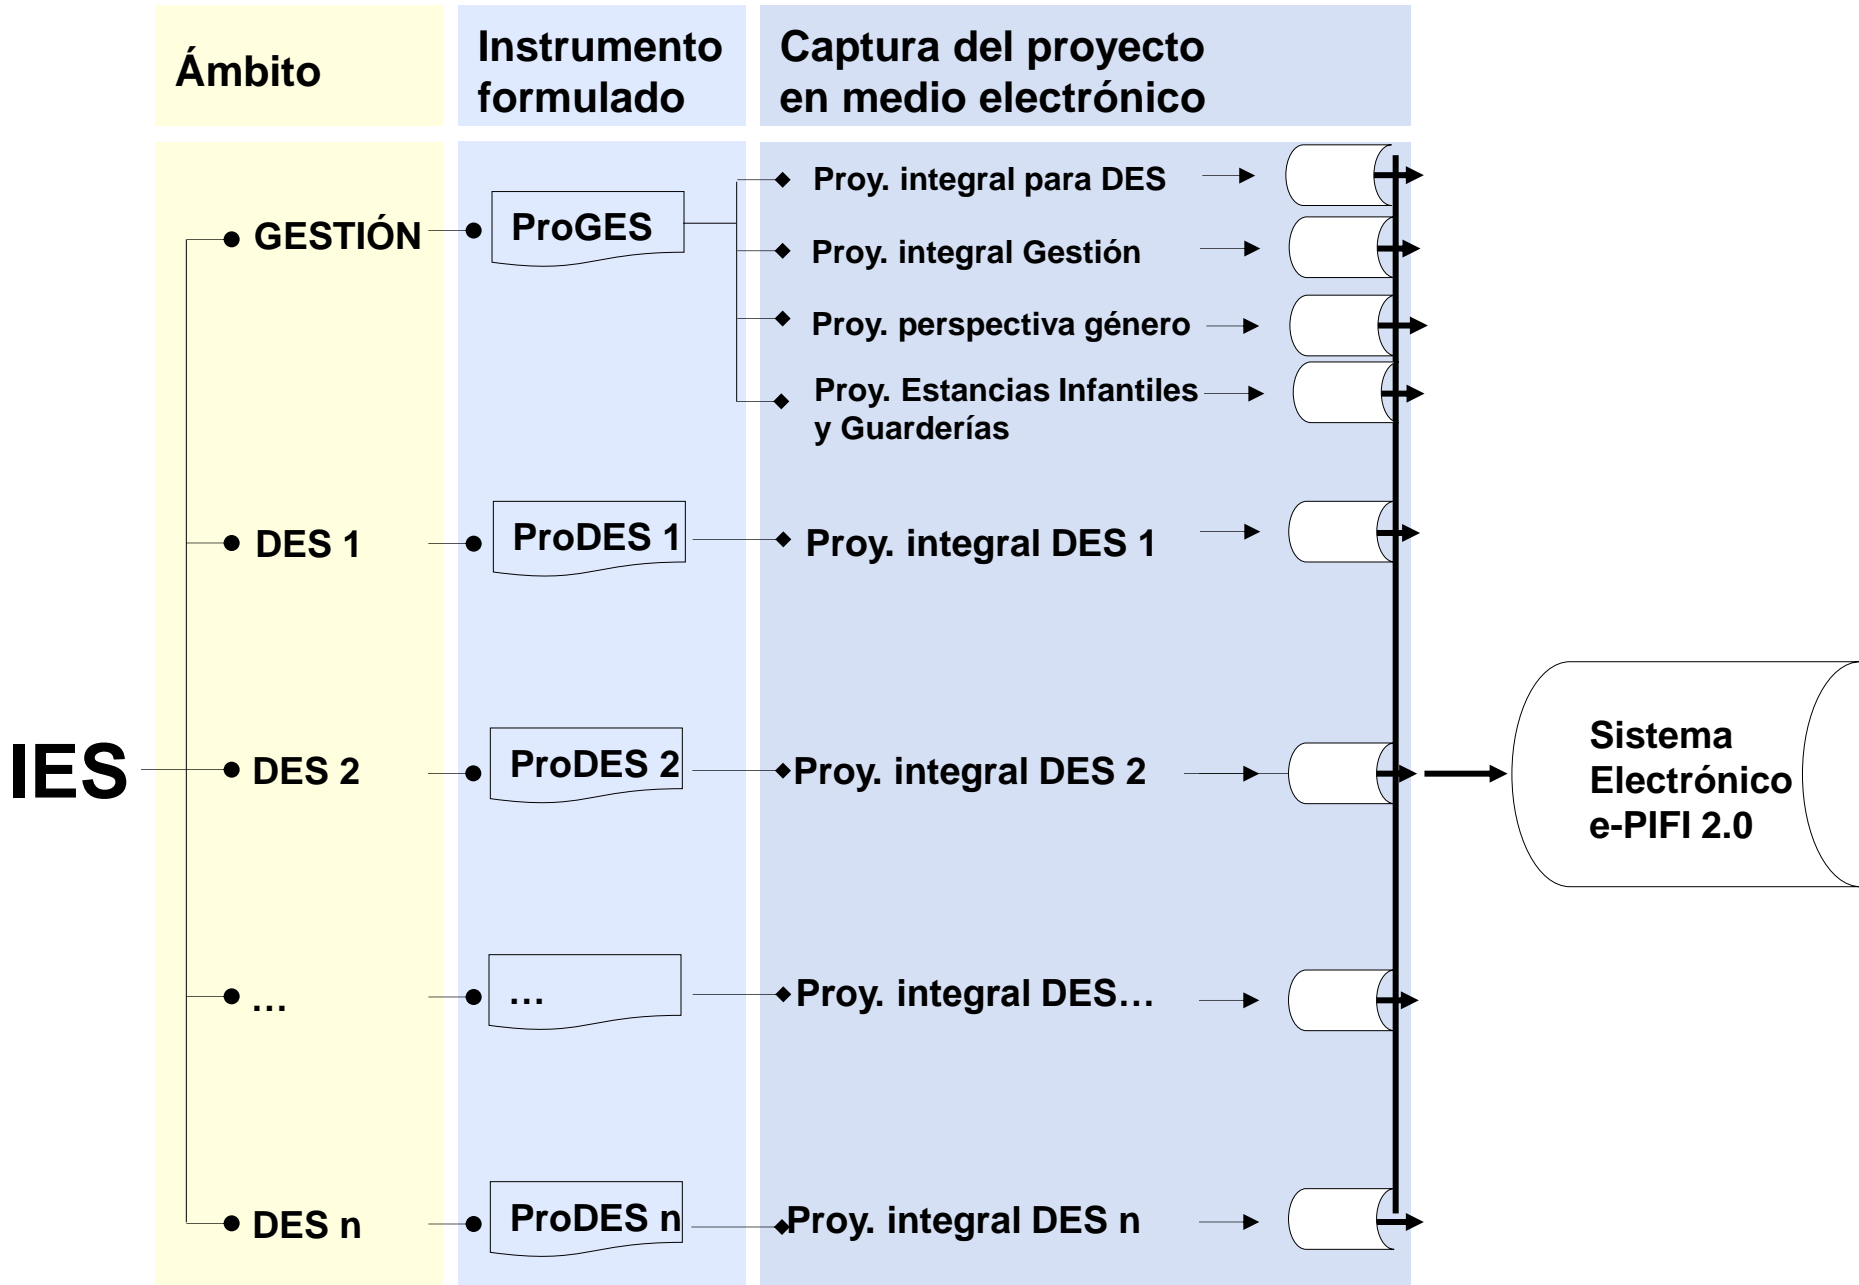 Ámbito
Instrumento
formulado
Captura del proyecto
en medio electrónico
IES
GESTIÓN
ProGES
Proy. integral para DES
Proy. integral Gestión
Proy. perspectiva género
Proy. Estancias Infantiles
y Guarderías
DES 1
ProDES 1
Proy. integral DES 1
DES 2
ProDES 2
Proy. integral DES 2
...
...
Proy. integral DES...
DES n
ProDES n
Proy. integral DES n
Sistema
Electrónico
e-PIFI 2.0